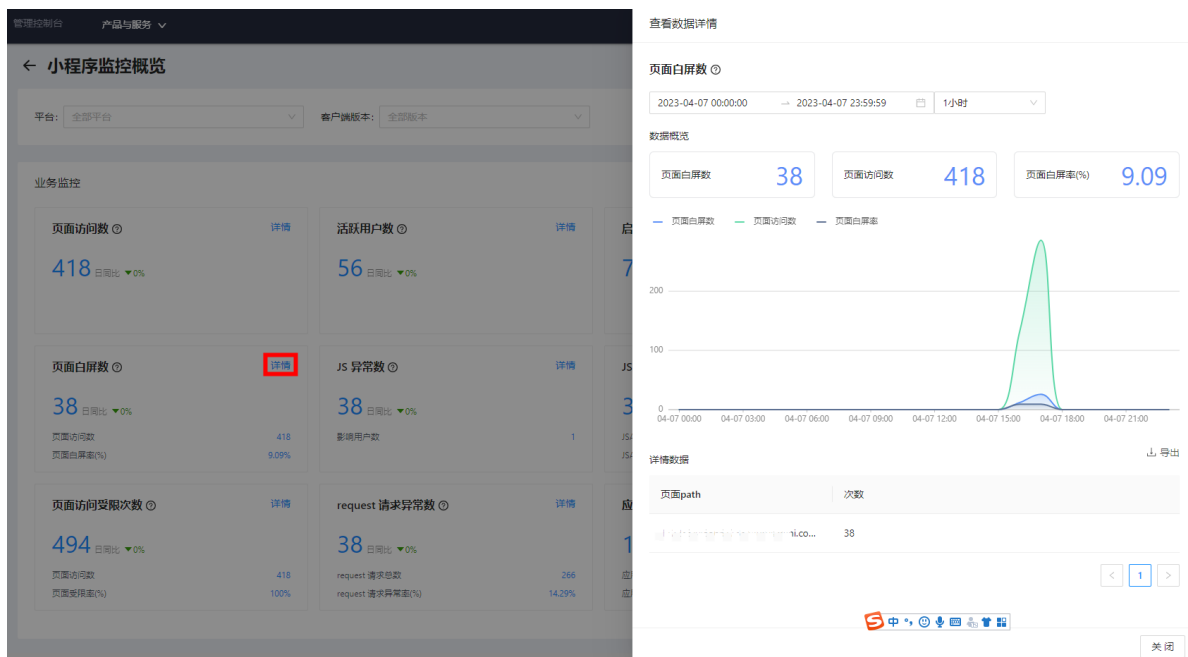 管理控制台 产品与服务
小程序监控概览
平台: 全部平台 客户端版本: 全部版本
业务监控
页面访问数 详情
418 日同比 0%
活跃用户数 详情
56 日同比 0%
启
7
页面白屏数 详情
38 日同比 0%
页面访问数 418
页面白屏率(%) 9.09%
JS 异常数 详情
38 日同比 0%
影响用户数 1
JS
3
JSA
JSA
页面访问受限次数 详情
494 日同比 0%
页面访问数 418
页面受限率(%) 100%
request 请求异常数 详情
38 日同比 0%
request 请求总数 266
request 请求异常率(%) 14.29%
应
1
应
应
查看数据详情
页面白屏数
2023-04-07 00:00:00 → 2023-04-07 23:59:59 1小时
数据概览
页面白屏数 38
页面访问数 418
页面白屏率(%) 9.09
页面白屏数 页面访问数 页面白屏率
200
100
0
04-07 00:00 04-07 03:00 04-07 06:00 04-07 09:00 04-07 12:00 04-07 15:00 04-07 18:00 04-07 21:00
详情数据 导出
页面path 次数
ni.co... 38
< 1 >
中
关 闭